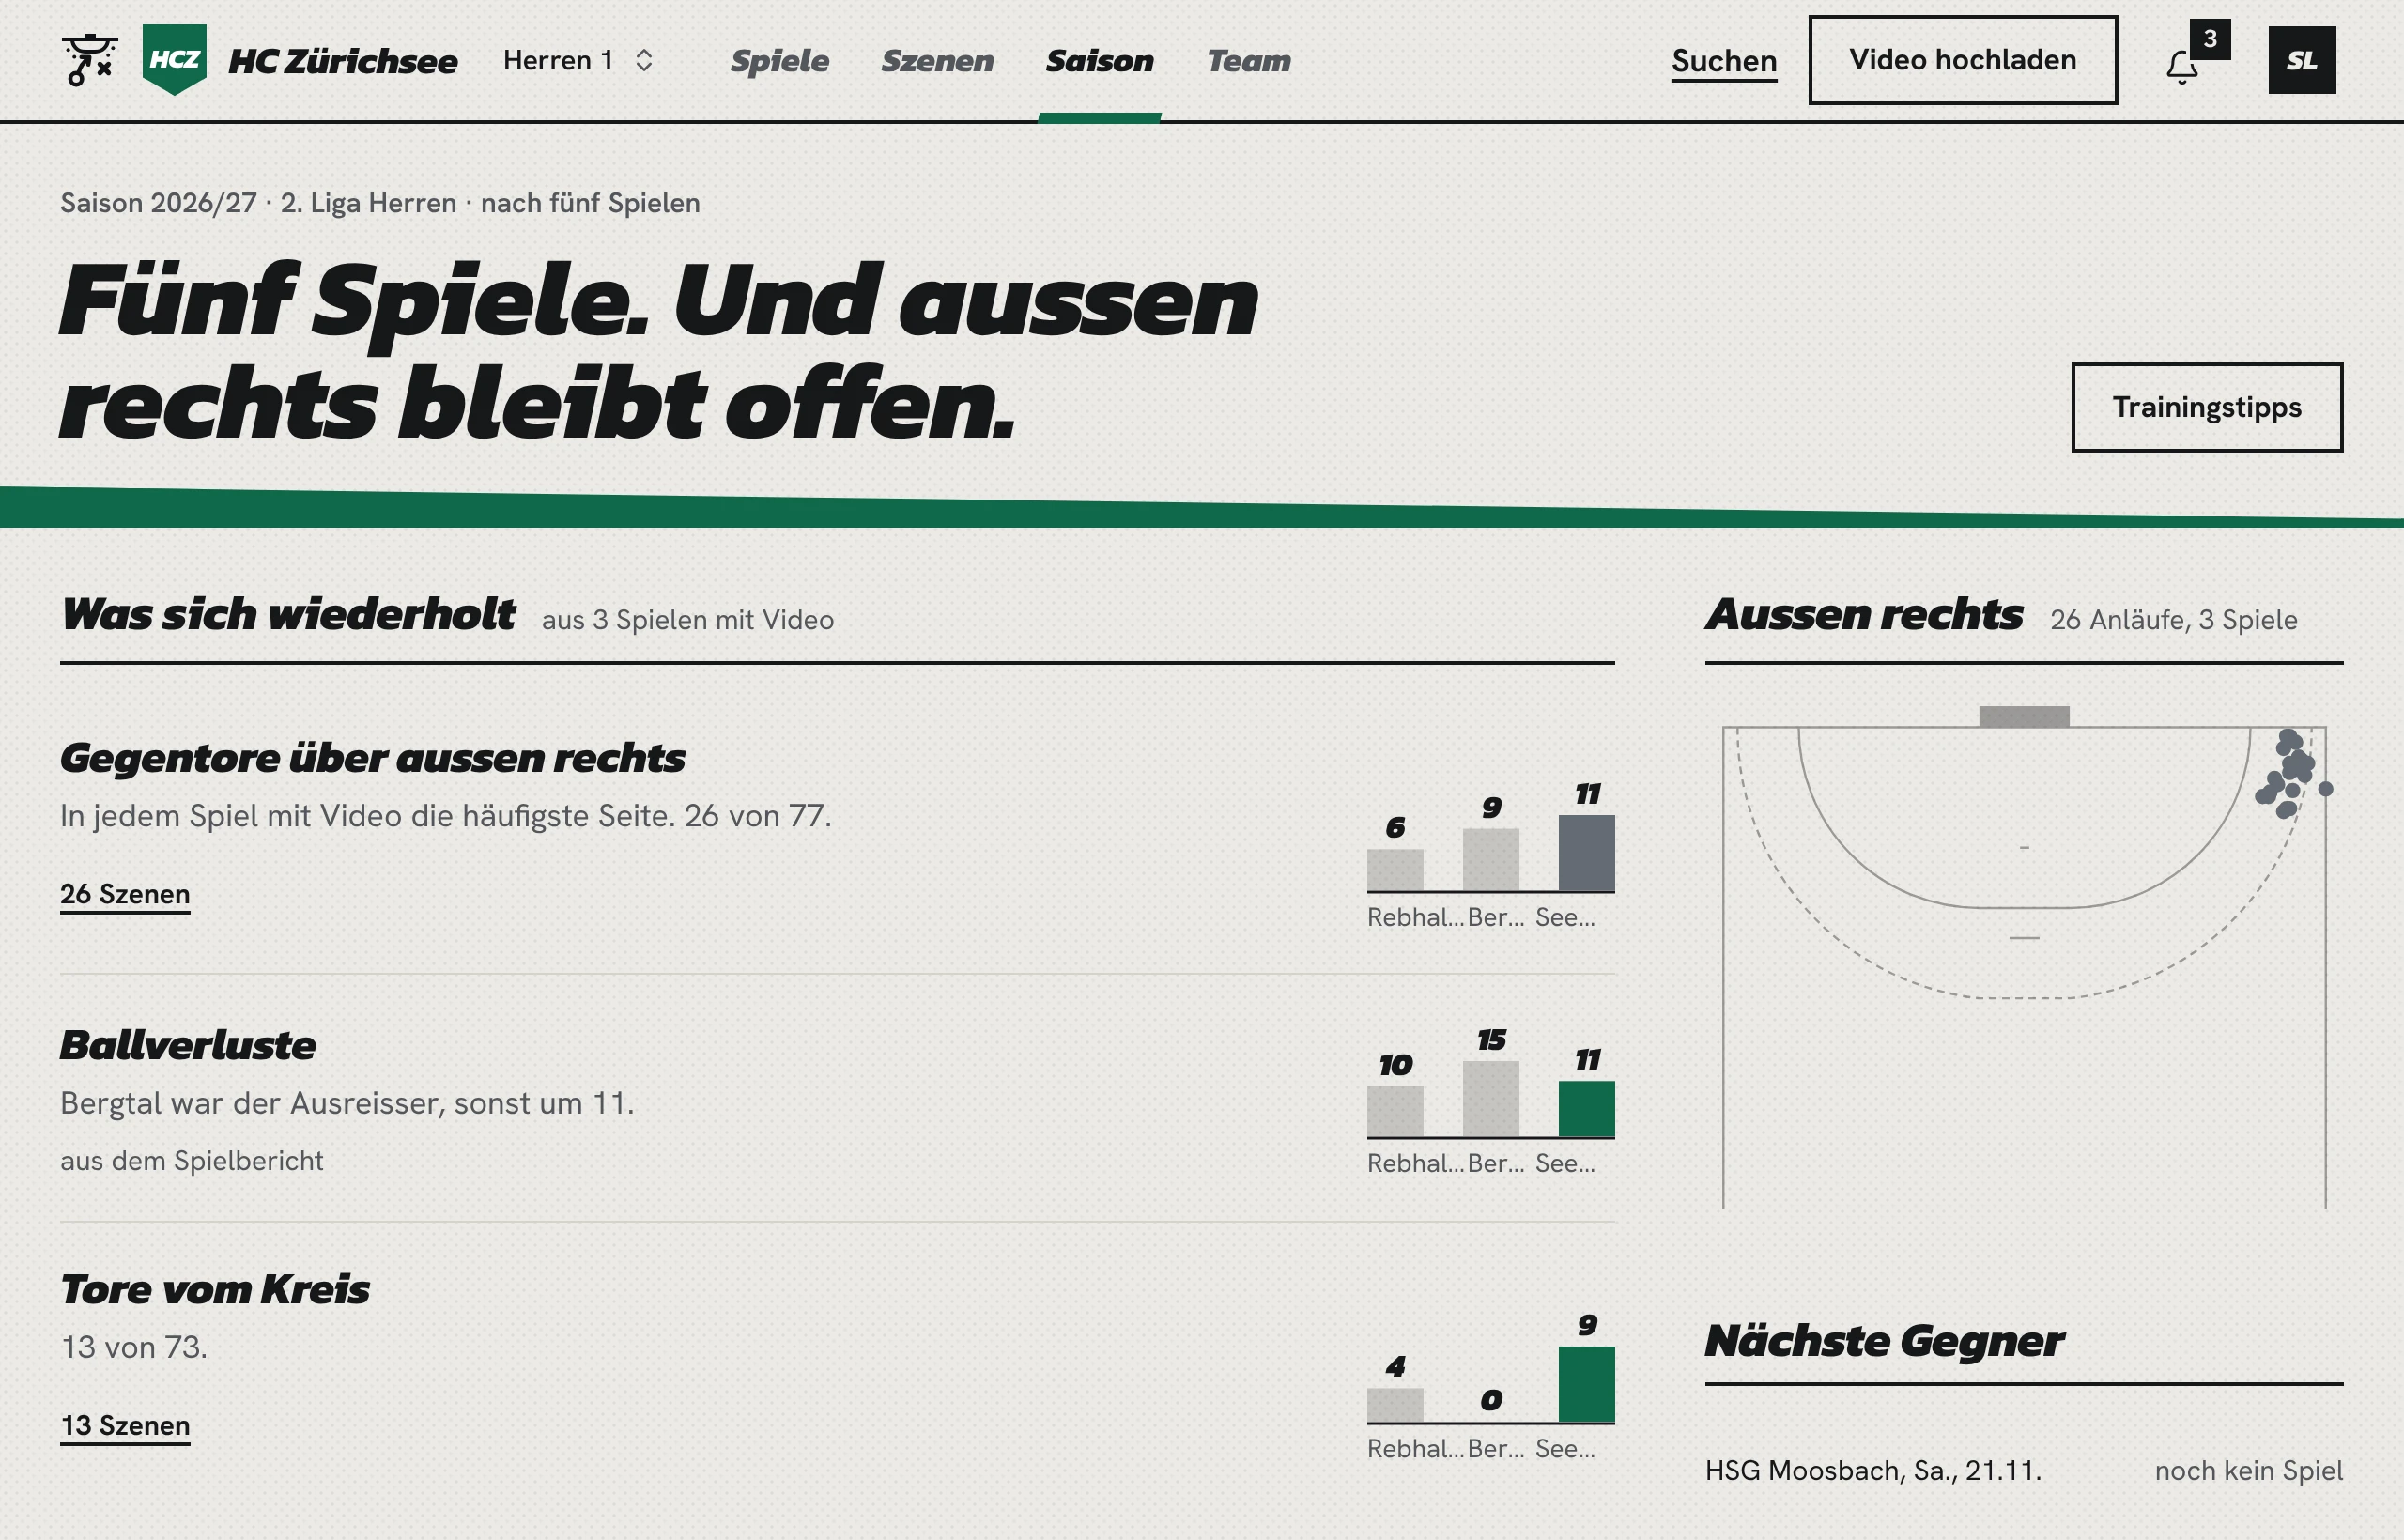 HCZ
HC Zürichsee
Herren 1
Spiele
Szenen
Saison
Team
Suchen
Video hochladen
3
SL
Saison 2026/27 · 2. Liga Herren · nach fünf Spielen
Fünf Spiele. Und aussen
rechts bleibt offen.
Trainingstipps
Was sich wiederholt
aus 3 Spielen mit Video
Gegentore über aussen rechts
In jedem Spiel mit Video die häufigste Seite. 26 von 77.
26 Szenen
6
9
11
Rebhal...
Ber...
See...
Ballverluste
Bergtal war der Ausreisser, sonst um 11.
aus dem Spielbericht
10
15
11
Rebhal...
Ber...
See...
Tore vom Kreis
13 von 73.
13 Szenen
4
0
9
Rebhal...
Ber...
See...
Aussen rechts
26 Anläufe, 3 Spiele
Nächste Gegner
HSG Moosbach, Sa., 21.11.
noch kein Spiel